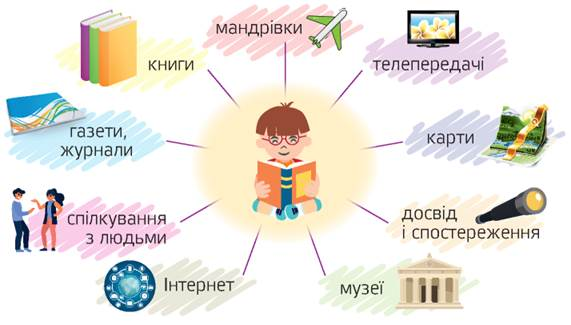 мандрівки
книги
телепередачі
газети,
журнали
карти
спілкування
з людьми
досвід
і спостереження
Інтернет
музеї